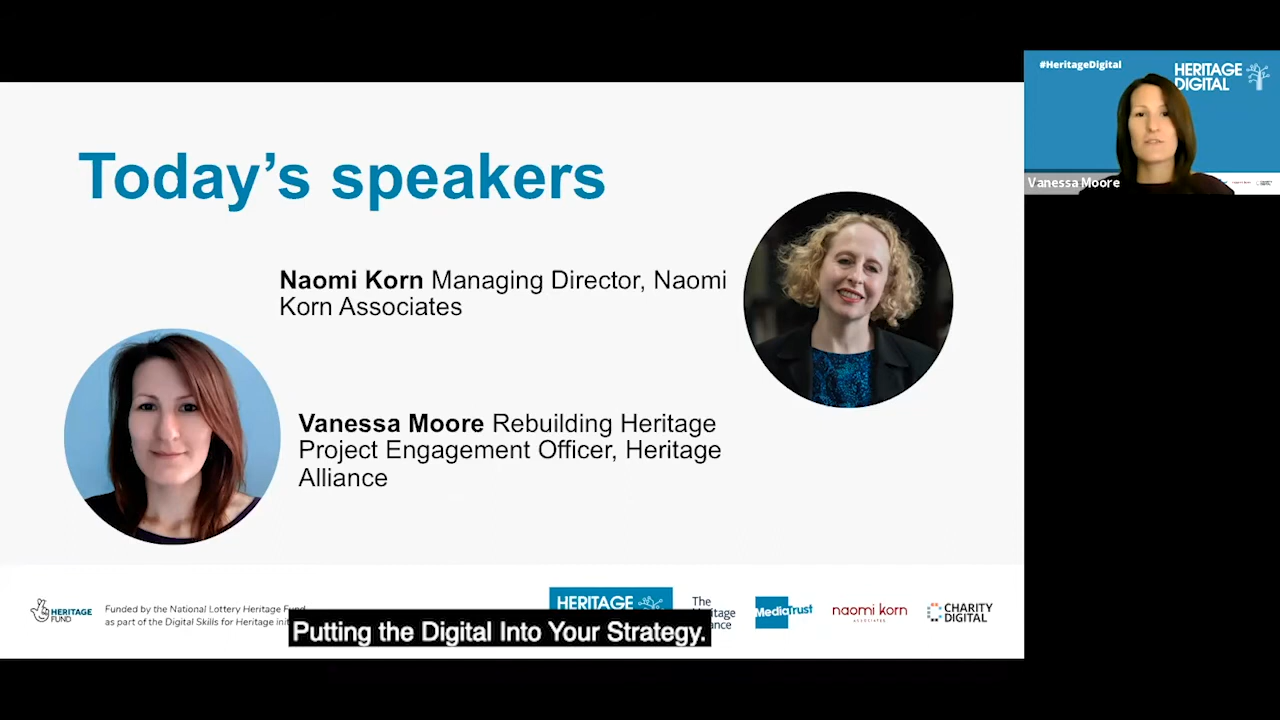 Today's speakers
Naomi Korn Managing Director, Naomi
Korn Associates
Vanessa Moore Rebuilding Heritage
Project Engagement Officer, Heritage
Alliance
HERITAGE
FUND
Funded by the National Lottery Heritage Fund
as part of the Digital Skills for Heritage
HERITAGE
The
MediaTrust
naomi korn
ASSOCIATES
CHARITY
DIGITAL
Putting the Digital Into Your Strategy.
#HeritageDigital
HERITAGE
DIGITAL
Vanessa Moore